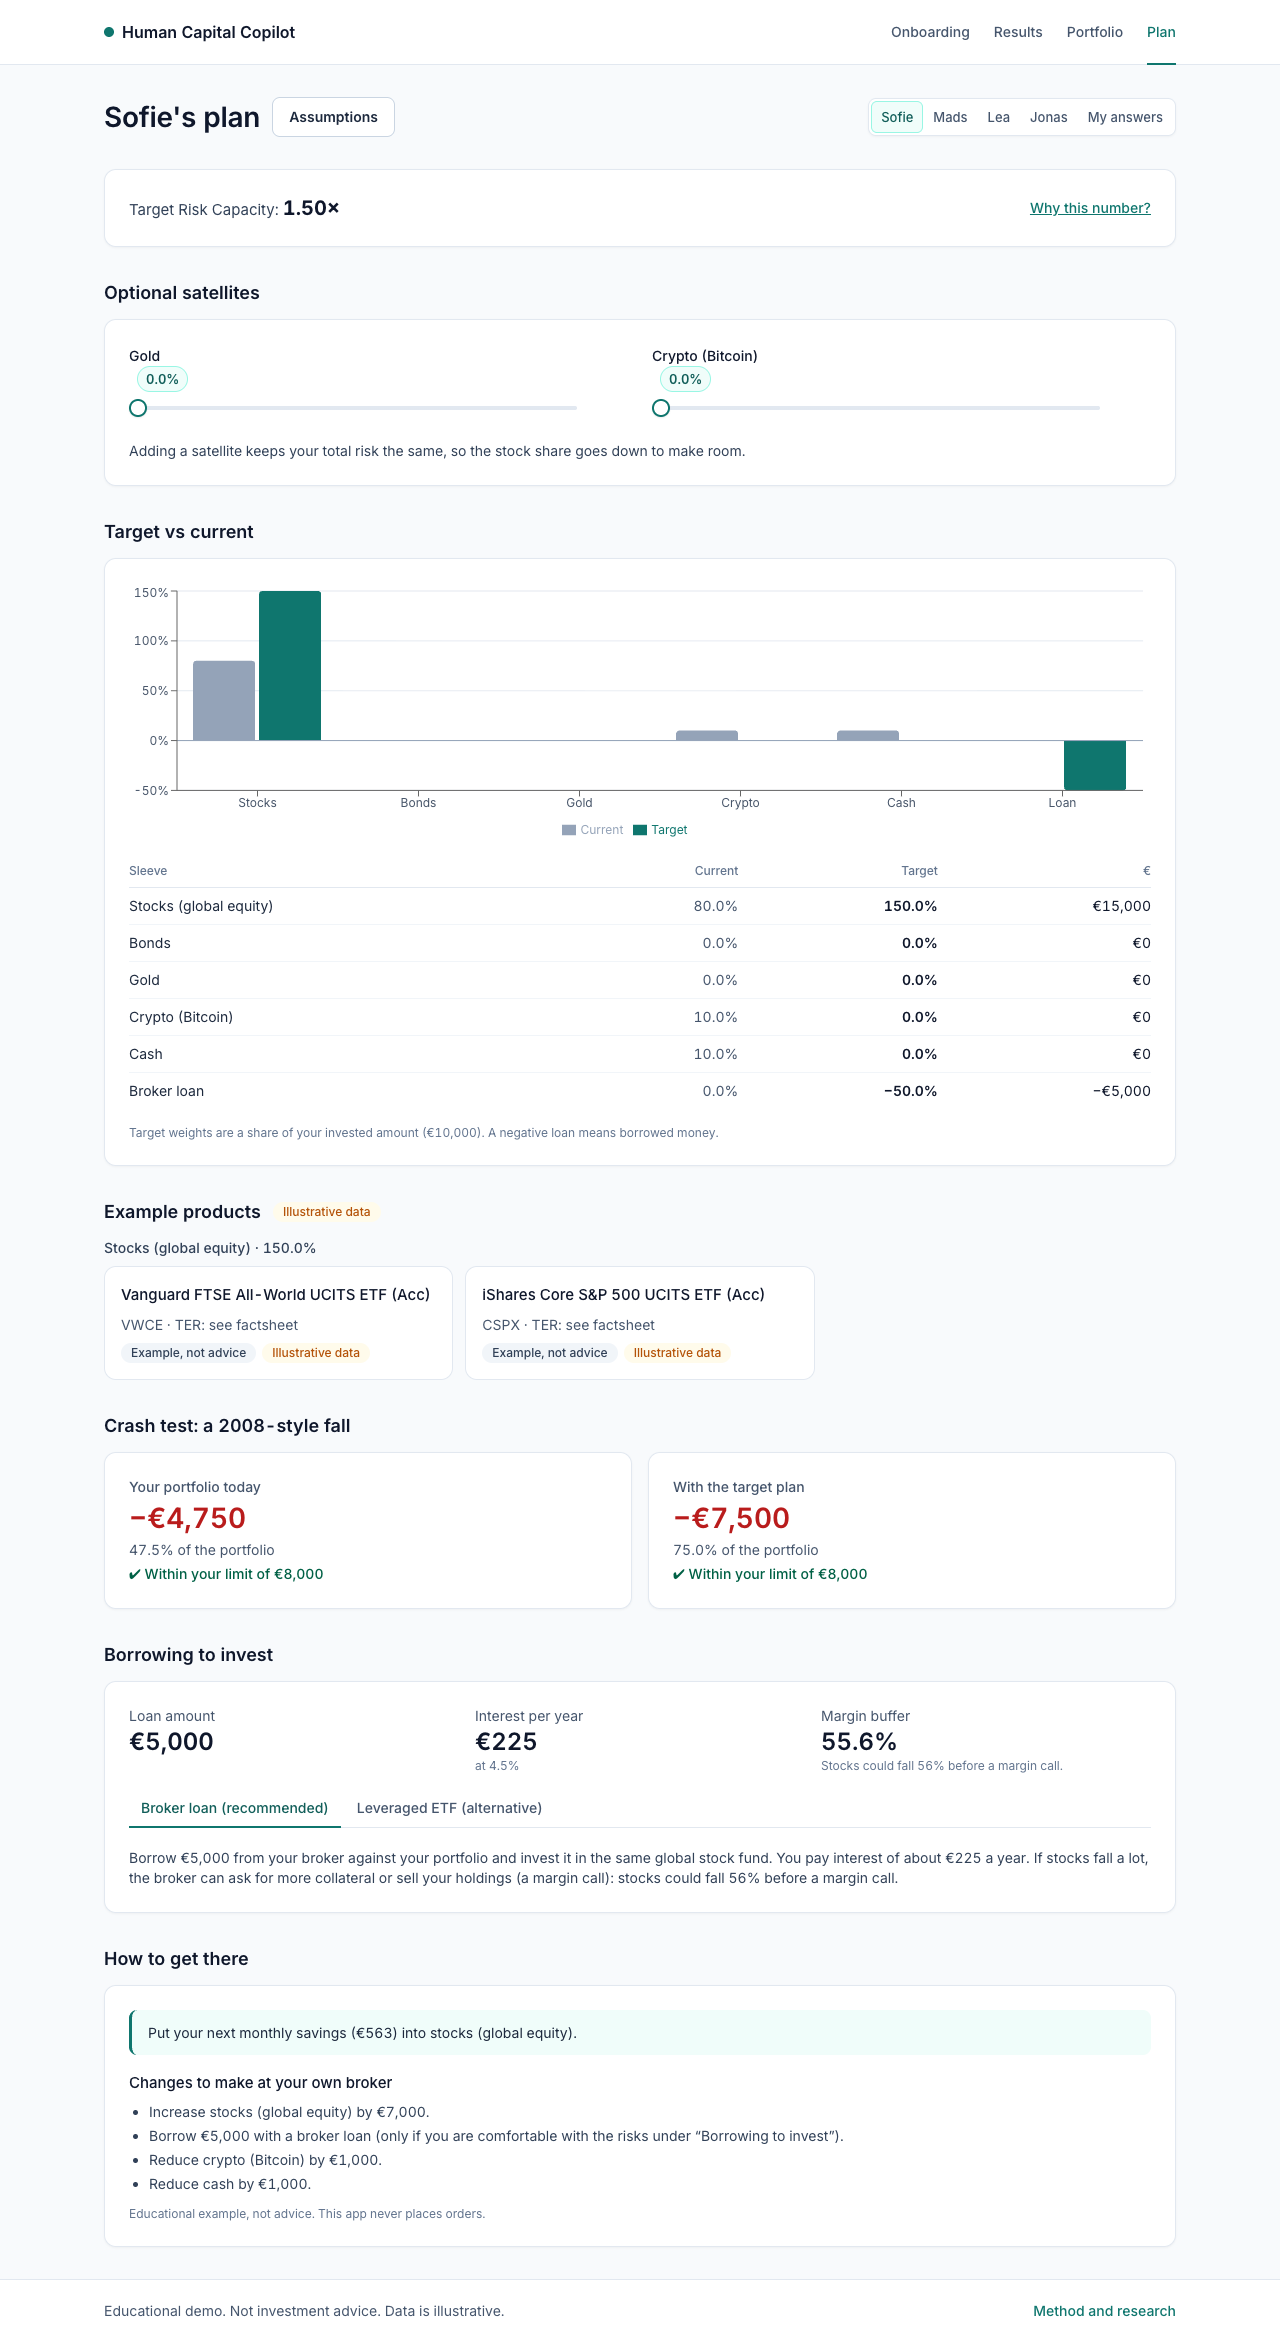 Human Capital Copilot
Onboarding Results Portfolio Plan
Sofie's plan Assumptions
Sofie Mads Lea Jonas My answers
Target Risk Capacity: 1.50× Why this number?
Optional satellites
Gold Crypto (Bitcoin)
0.0% 0.0%
Adding a satellite keeps your total risk the same, so the stock share goes down to make room.
Target vs current
150%
100%
50%
0%
-50%
Stocks Bonds Gold Crypto Cash Loan
Current Target
Sleeve Current Target €
Stocks (global equity) 80.0% 150.0% €15,000
Bonds 0.0% 0.0% €0
Gold 0.0% 0.0% €0
Crypto (Bitcoin) 10.0% 0.0% €0
Cash 10.0% 0.0% €0
Broker loan 0.0% −50.0% −€5,000
Target weights are a share of your invested amount (€10,000). A negative loan means borrowed money.
Example products Illustrative data
Stocks (global equity) · 150.0%
Vanguard FTSE All-World UCITS ETF (Acc)
VWCE · TER: see factsheet
Example, not advice Illustrative data
iShares Core S&P 500 UCITS ETF (Acc)
CSPX · TER: see factsheet
Example, not advice Illustrative data
Crash test: a 2008-style fall
Your portfolio today
−€4,750
47.5% of the portfolio
✔ Within your limit of €8,000
With the target plan
−€7,500
75.0% of the portfolio
✔ Within your limit of €8,000
Borrowing to invest
Loan amount
€5,000
Interest per year
€225
at 4.5%
Margin buffer
55.6%
Stocks could fall 56% before a margin call.
Broker loan (recommended) Leveraged ETF (alternative)
Borrow €5,000 from your broker against your portfolio and invest it in the same global stock fund. You pay interest of about €225 a year. If stocks fall a lot,
the broker can ask for more collateral or sell your holdings (a margin call): stocks could fall 56% before a margin call.
How to get there
Put your next monthly savings (€563) into stocks (global equity).
Changes to make at your own broker
• Increase stocks (global equity) by €7,000.
• Borrow €5,000 with a broker loan (only if you are comfortable with the risks under “Borrowing to invest”).
• Reduce crypto (Bitcoin) by €1,000.
• Reduce cash by €1,000.
Educational example, not advice. This app never places orders.
Educational demo. Not investment advice. Data is illustrative. Method and research